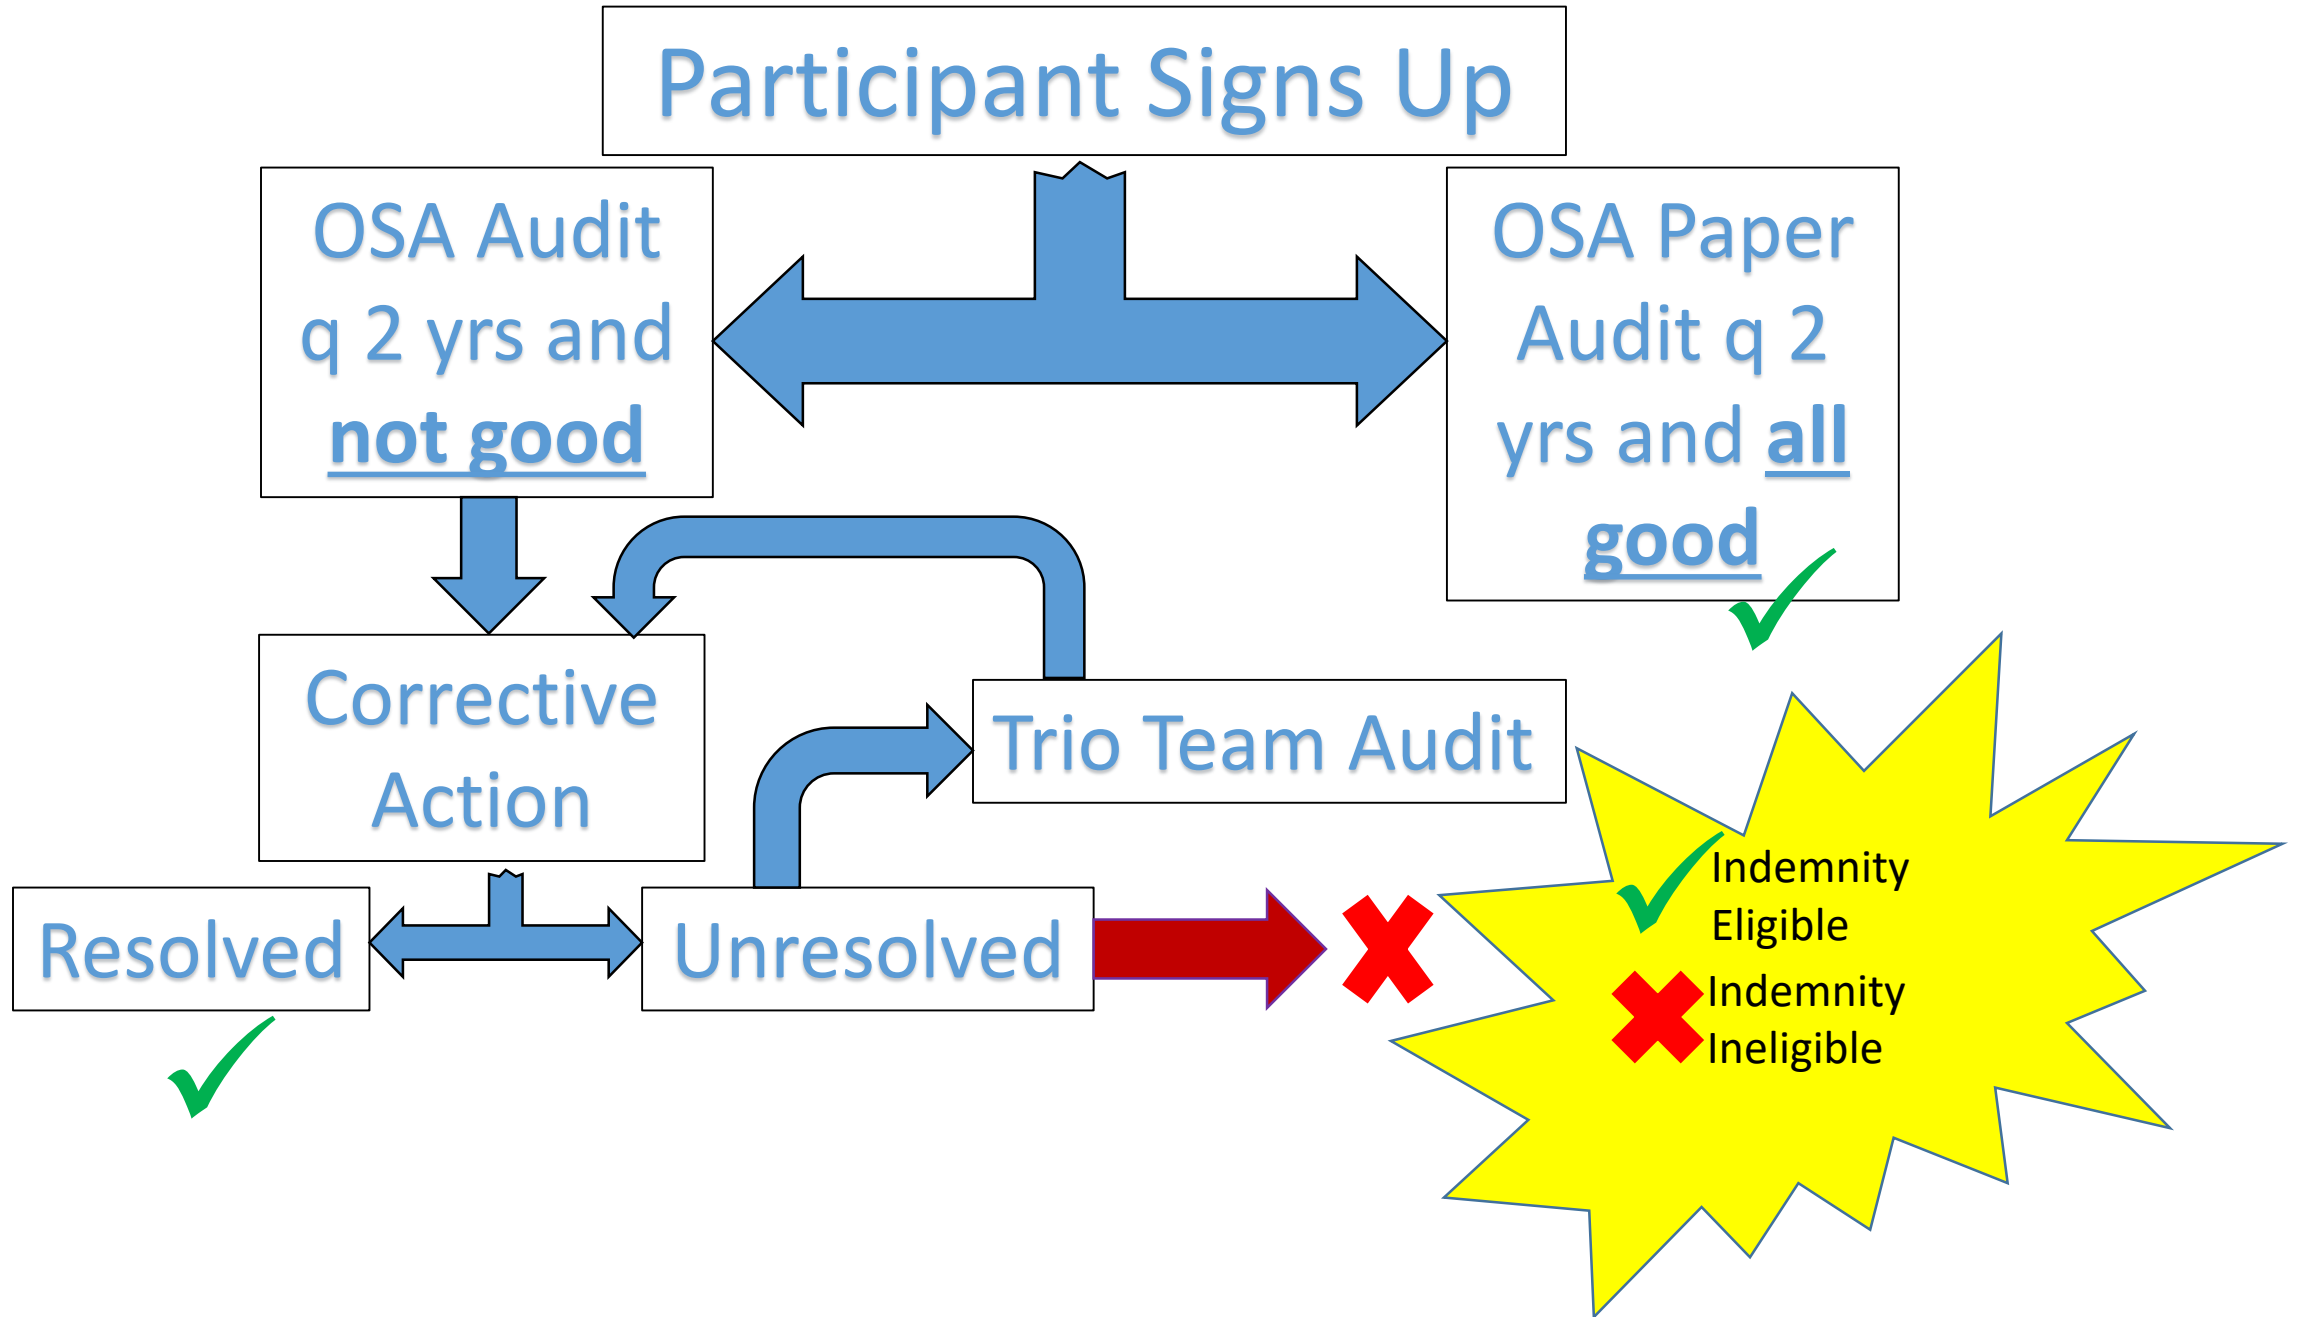 Participant Signs Up
OSA Audit
q 2 yrs and
not good
OSA Paper
Audit q 2
yrs and all
good
Corrective
Action
Trio Team Audit
Resolved
Unresolved
Indemnity
Eligible
Indemnity
Ineligible